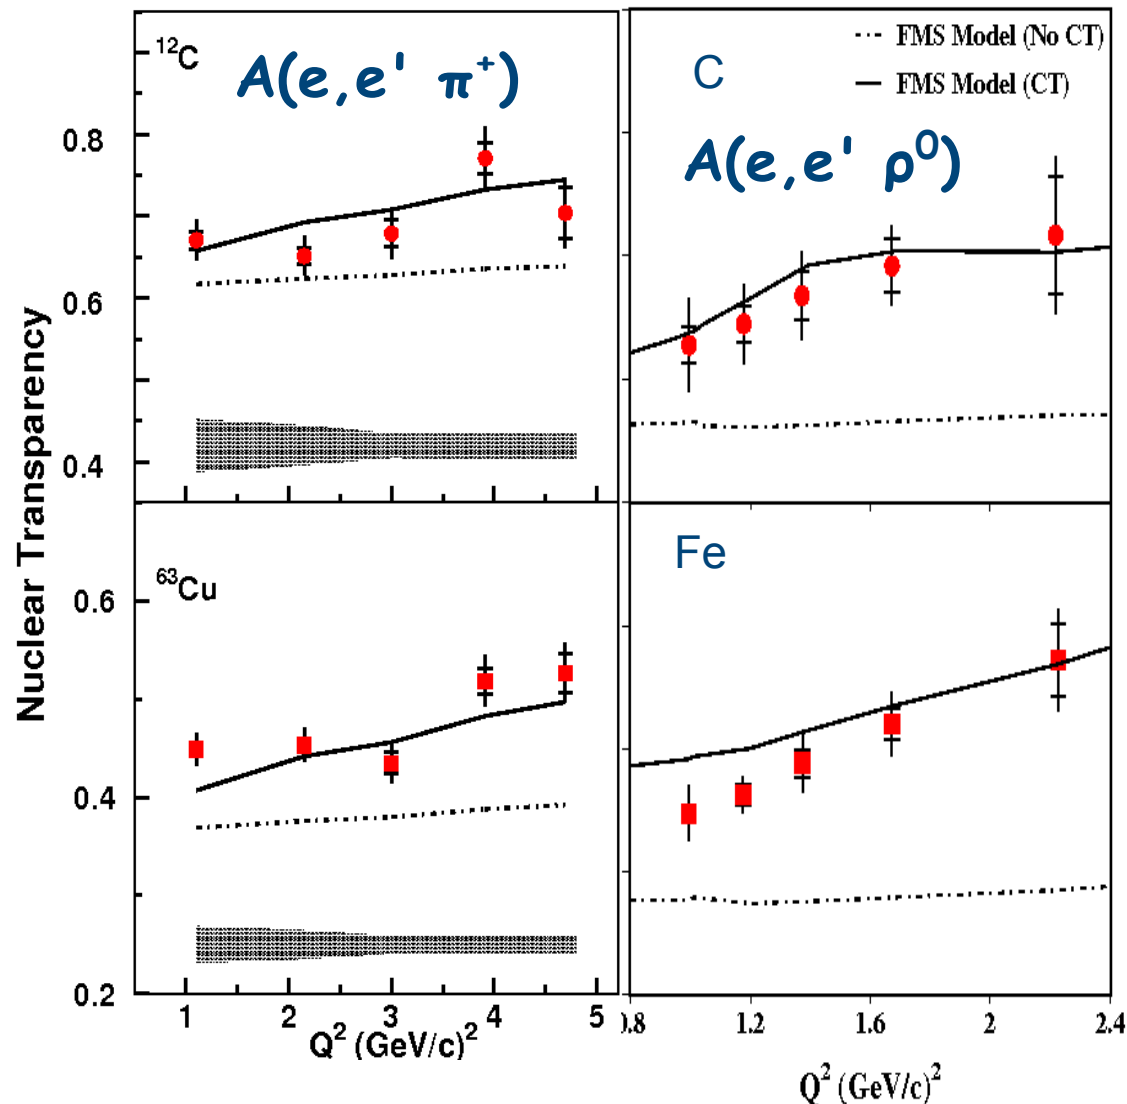 Nuclear Transparency
¹²C
A(e,e' π⁺)
0.8
0.6
0.4
⁶³Cu
0.6
0.4
0.2
1 2 3 4 5
Q² (GeV/c)²
FMS Model (No CT)
FMS Model (CT)
C
A(e,e' ρ⁰)
Fe
).8 1.2 1.6 2 2.4
Q² (GeV/c)²